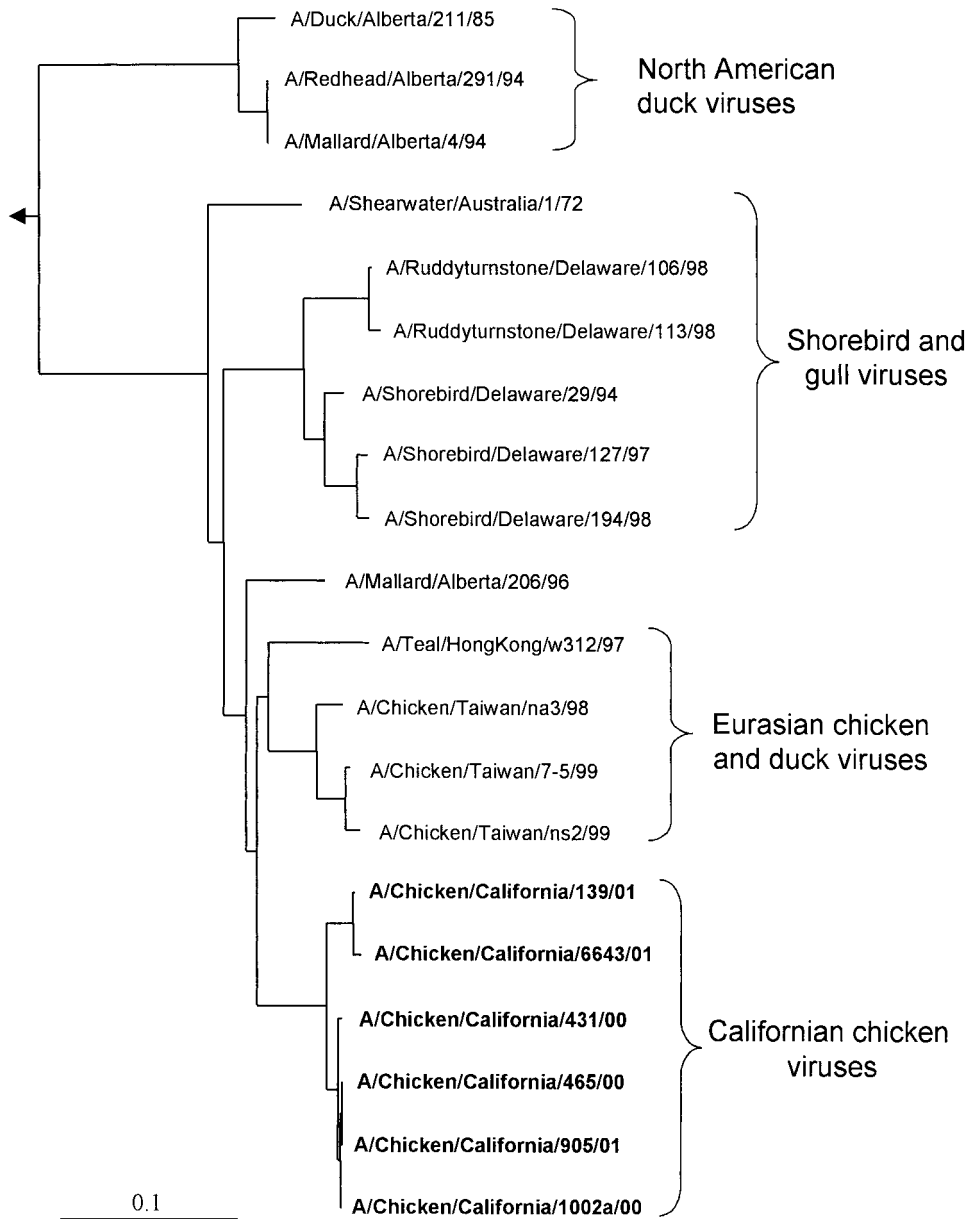 A/Duck/Alberta/211/85
A/Redhead/Alberta/291/94
A/Mallard/Alberta/4/94
North American
duck viruses
A/Shearwater/Australia/1/72
A/Ruddyturnstone/Delaware/106/98
A/Ruddyturnstone/Delaware/113/98
A/Shorebird/Delaware/29/94
A/Shorebird/Delaware/127/97
A/Shorebird/Delaware/194/98
Shorebird and
gull viruses
A/Mallard/Alberta/206/96
A/Teal/HongKong/w312/97
A/Chicken/Taiwan/na3/98
A/Chicken/Taiwan/7-5/99
A/Chicken/Taiwan/ns2/99
Eurasian chicken
and duck viruses
A/Chicken/California/139/01
A/Chicken/California/6643/01
A/Chicken/California/431/00
A/Chicken/California/465/00
A/Chicken/California/905/01
A/Chicken/California/1002a/00
Californian chicken
viruses
0.1